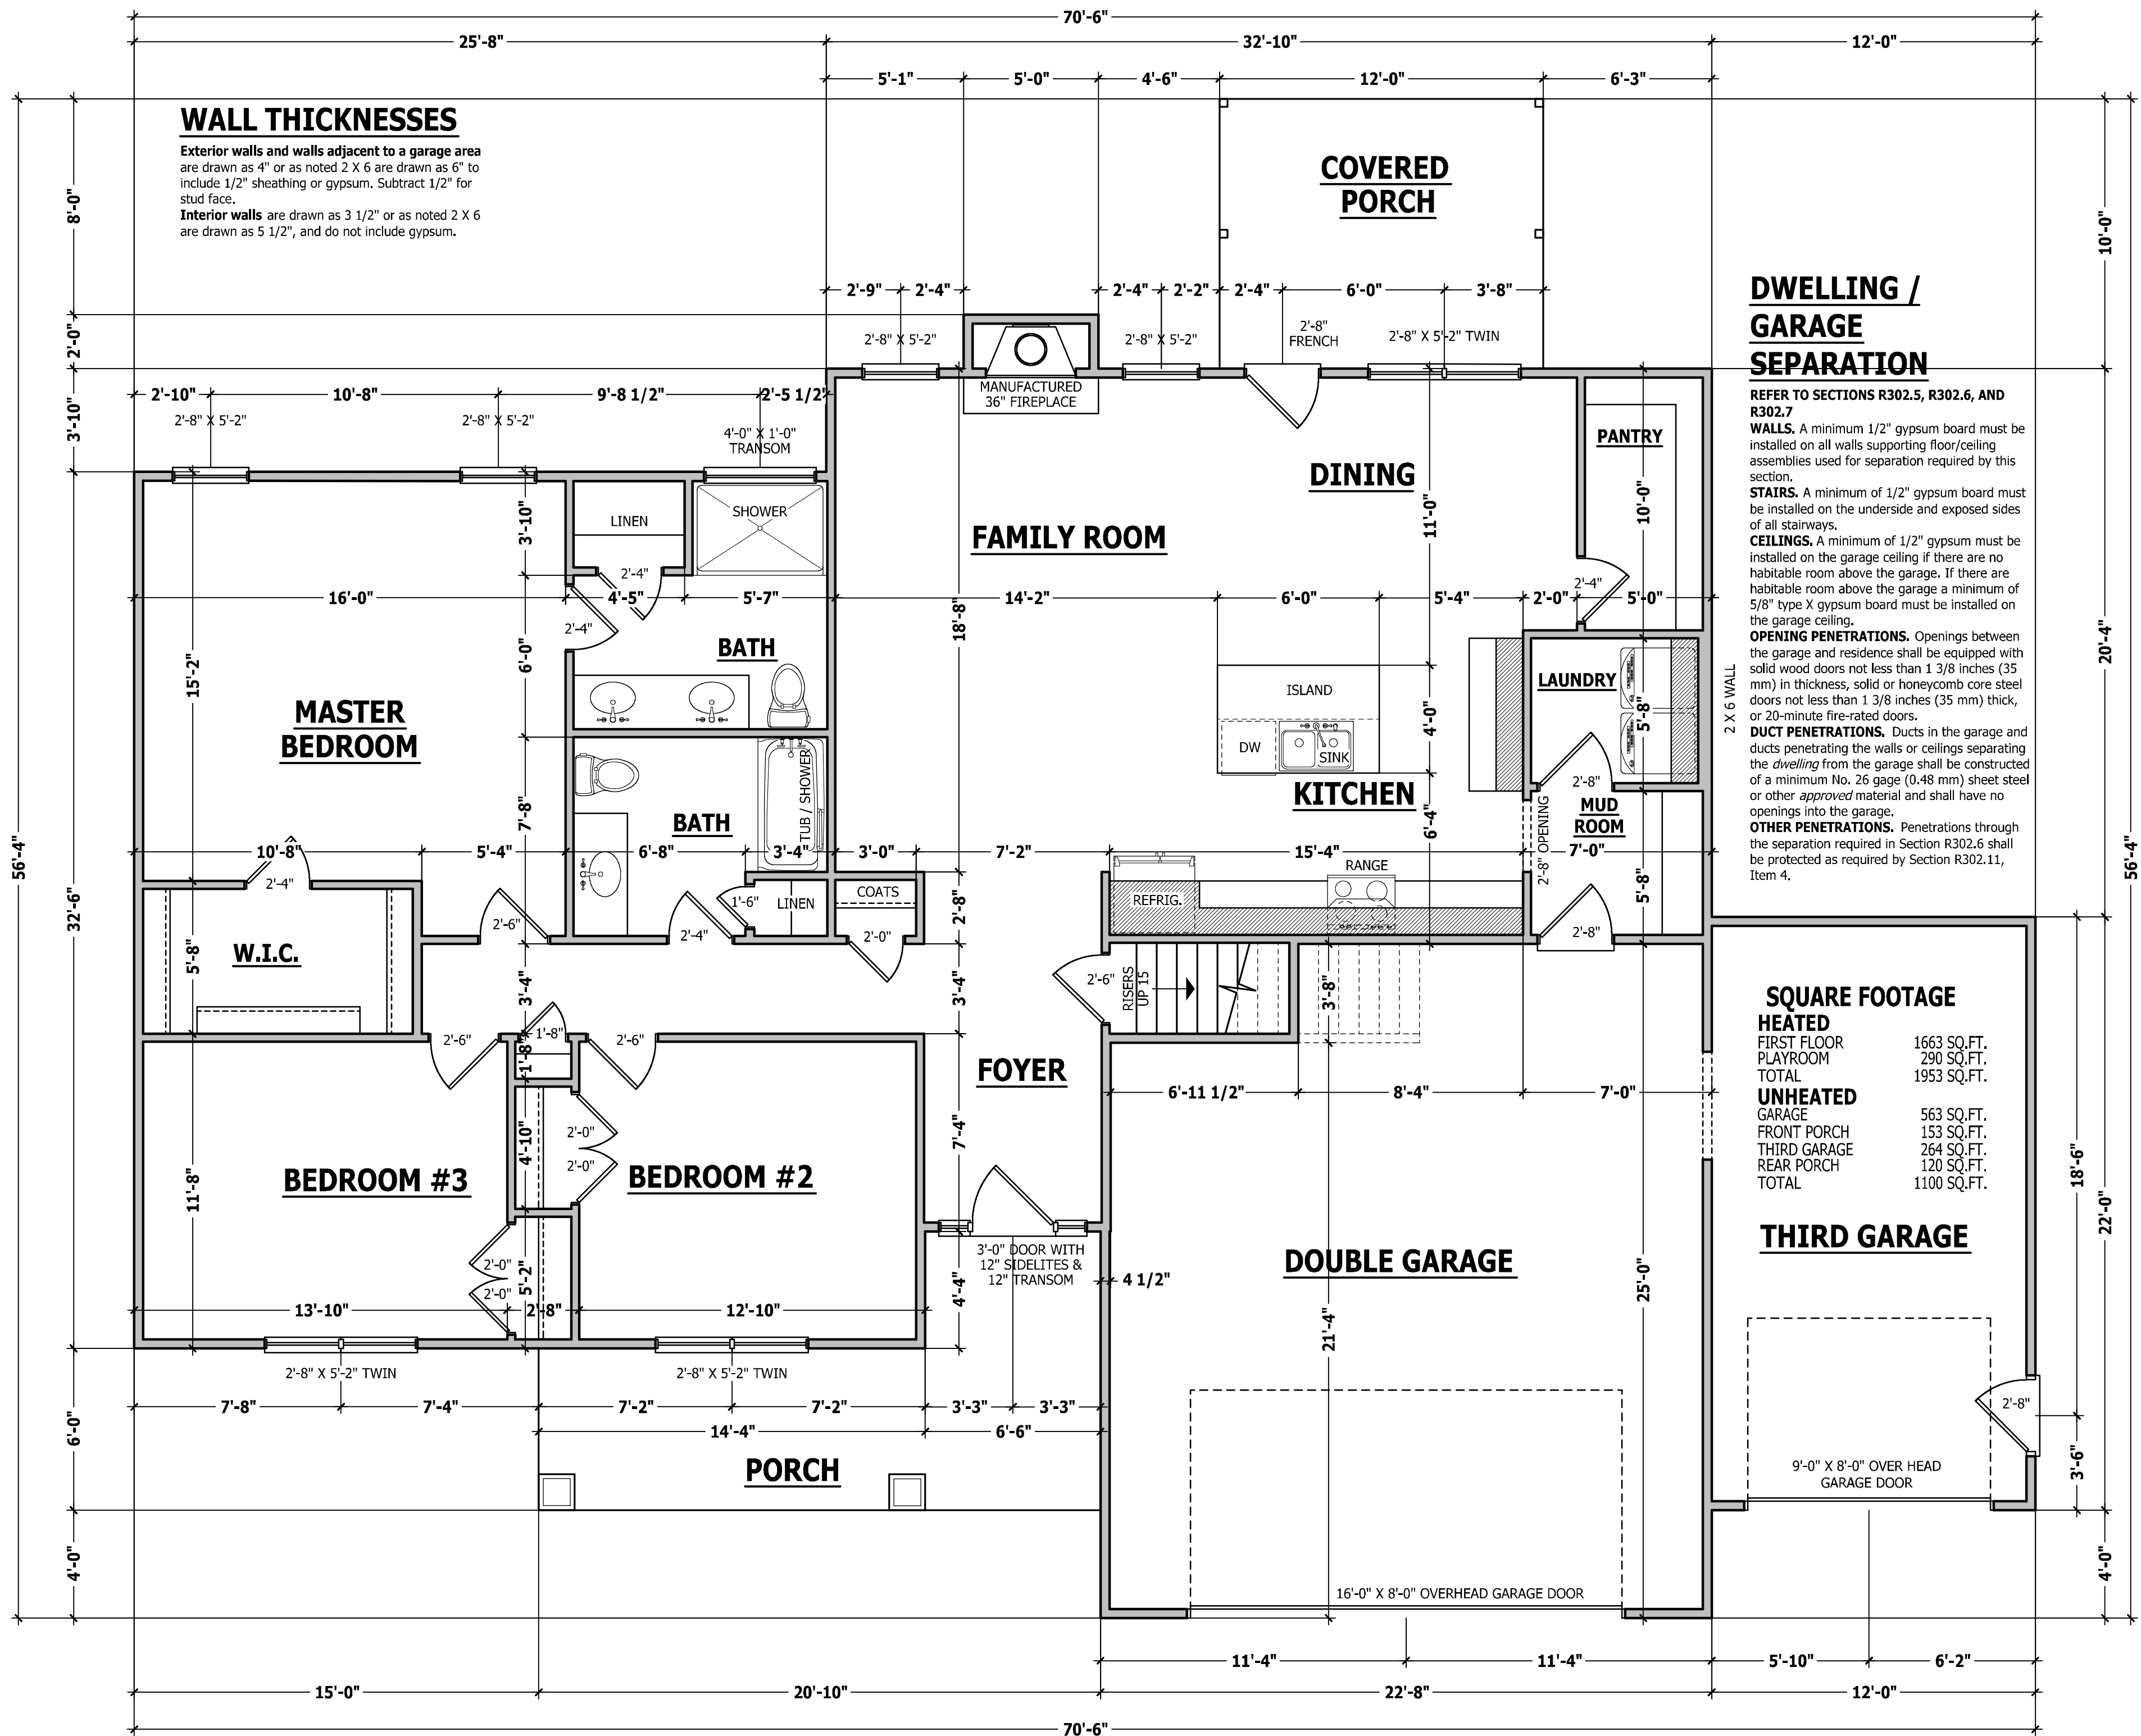 70'-6"
25'-8"
32'-10"
12'-0"
5'-1"
5'-0"
4'-6"
12'-0"
6'-3"
WALL THICKNESSES
Exterior walls and walls adjacent to a garage area
are drawn as 4" or as noted 2 X 6 are drawn as 6" to
include 1/2" sheathing or gypsum. Subtract 1/2" for
stud face.
Interior walls are drawn as 3 1/2" or as noted 2 X 6
are drawn as 5 1/2", and do not include gypsum.
COVERED
PORCH
8'-0"
10'-0"
2'-9"
2'-4"
2'-4"
2'-2"
2'-4"
6'-0"
3'-8"
2'-8" X 5'-2"
2'-8" X 5'-2"
2'-8"
FRENCH
2'-8" X 5'-2" TWIN
2'-0"
MANUFACTURED
36" FIREPLACE
DWELLING /
GARAGE
SEPARATION
REFER TO SECTIONS R302.5, R302.6, AND
R302.7
WALLS. A minimum 1/2" gypsum board must be
installed on all walls supporting floor/ceiling
assemblies used for separation required by this
section.
STAIRS. A minimum of 1/2" gypsum board must
be installed on the underside and exposed sides
of all stairways.
CEILINGS. A minimum of 1/2" gypsum must be
installed on the garage ceiling if there are no
habitable room above the garage. If there are
habitable room above the garage a minimum of
5/8" type X gypsum board must be installed on
the garage ceiling.
OPENING PENETRATIONS. Openings between
the garage and residence shall be equipped with
solid wood doors not less than 1 3/8 inches (35
mm) in thickness, solid or honeycomb core steel
doors not less than 1 3/8 inches (35 mm) thick,
or 20-minute fire-rated doors.
DUCT PENETRATIONS. Ducts in the garage and
ducts penetrating the walls or ceilings separating
the dwelling from the garage shall be constructed
of a minimum No. 26 gage (0.48 mm) sheet steel
or other approved material and shall have no
openings into the garage.
OTHER PENETRATIONS. Penetrations through
the separation required in Section R302.6 shall
be protected as required by Section R302.11,
Item 4.
3'-10"
2'-10"
10'-8"
9'-8 1/2"
2'-5 1/2"
2'-8" X 5'-2"
2'-8" X 5'-2"
4'-0" X 1'-0"
TRANSOM
PANTRY
DINING
FAMILY ROOM
LINEN
SHOWER
3'-10"
11'-0"
10'-0"
2'-4"
2'-4"
16'-0"
4'-5"
5'-7"
14'-2"
6'-0"
5'-4"
2'-0"
5'-0"
18'-8"
2'-4"
BATH
6'-0"
15'-2"
20'-4"
MASTER
BEDROOM
ISLAND
DW
SINK
4'-0"
LAUNDRY
5'-8"
2 X 6 WALL
KITCHEN
2'-8"
MUD
ROOM
2'-8" OPENING
BATH
TUB / SHOWER
7'-8"
6'-4"
56'-4"
32'-6"
56'-4"
10'-8"
5'-4"
6'-8"
3'-4"
3'-0"
7'-2"
15'-4"
7'-0"
2'-4"
RANGE
COATS
1'-6"
LINEN
REFRIG.
2'-8"
5'-8"
2'-6"
2'-4"
2'-0"
2'-8"
W.I.C.
5'-8"
3'-4"
3'-4"
2'-6"
RISERS
UP 15
3'-8"
SQUARE FOOTAGE
HEATED
FIRST FLOOR 1663 SQ.FT.
PLAYROOM 290 SQ.FT.
TOTAL 1953 SQ.FT.
UNHEATED
GARAGE 563 SQ.FT.
FRONT PORCH 153 SQ.FT.
THIRD GARAGE 264 SQ.FT.
REAR PORCH 120 SQ.FT.
TOTAL 1100 SQ.FT.
2'-6"
1'-8"
2'-6"
1'-8"
FOYER
6'-11 1/2"
8'-4"
7'-0"
7'-4"
4'-10"
2'-0"
2'-0"
11'-8"
BEDROOM #3
BEDROOM #2
18'-6"
22'-0"
THIRD GARAGE
3'-0" DOOR WITH
12" SIDELITES &
12" TRANSOM
DOUBLE GARAGE
4 1/2"
2'-0"
2'-0"
5'-2"
4'-4"
25'-0"
21'-4"
13'-10"
2'-8"
12'-10"
2'-8" X 5'-2" TWIN
2'-8" X 5'-2" TWIN
7'-8"
7'-4"
7'-2"
7'-2"
3'-3"
3'-3"
2'-8"
14'-4"
6'-6"
6'-0"
PORCH
9'-0" X 8'-0" OVER HEAD
GARAGE DOOR
3'-6"
4'-0"
16'-0" X 8'-0" OVERHEAD GARAGE DOOR
4'-0"
11'-4"
11'-4"
5'-10"
6'-2"
15'-0"
20'-10"
22'-8"
12'-0"
70'-6"